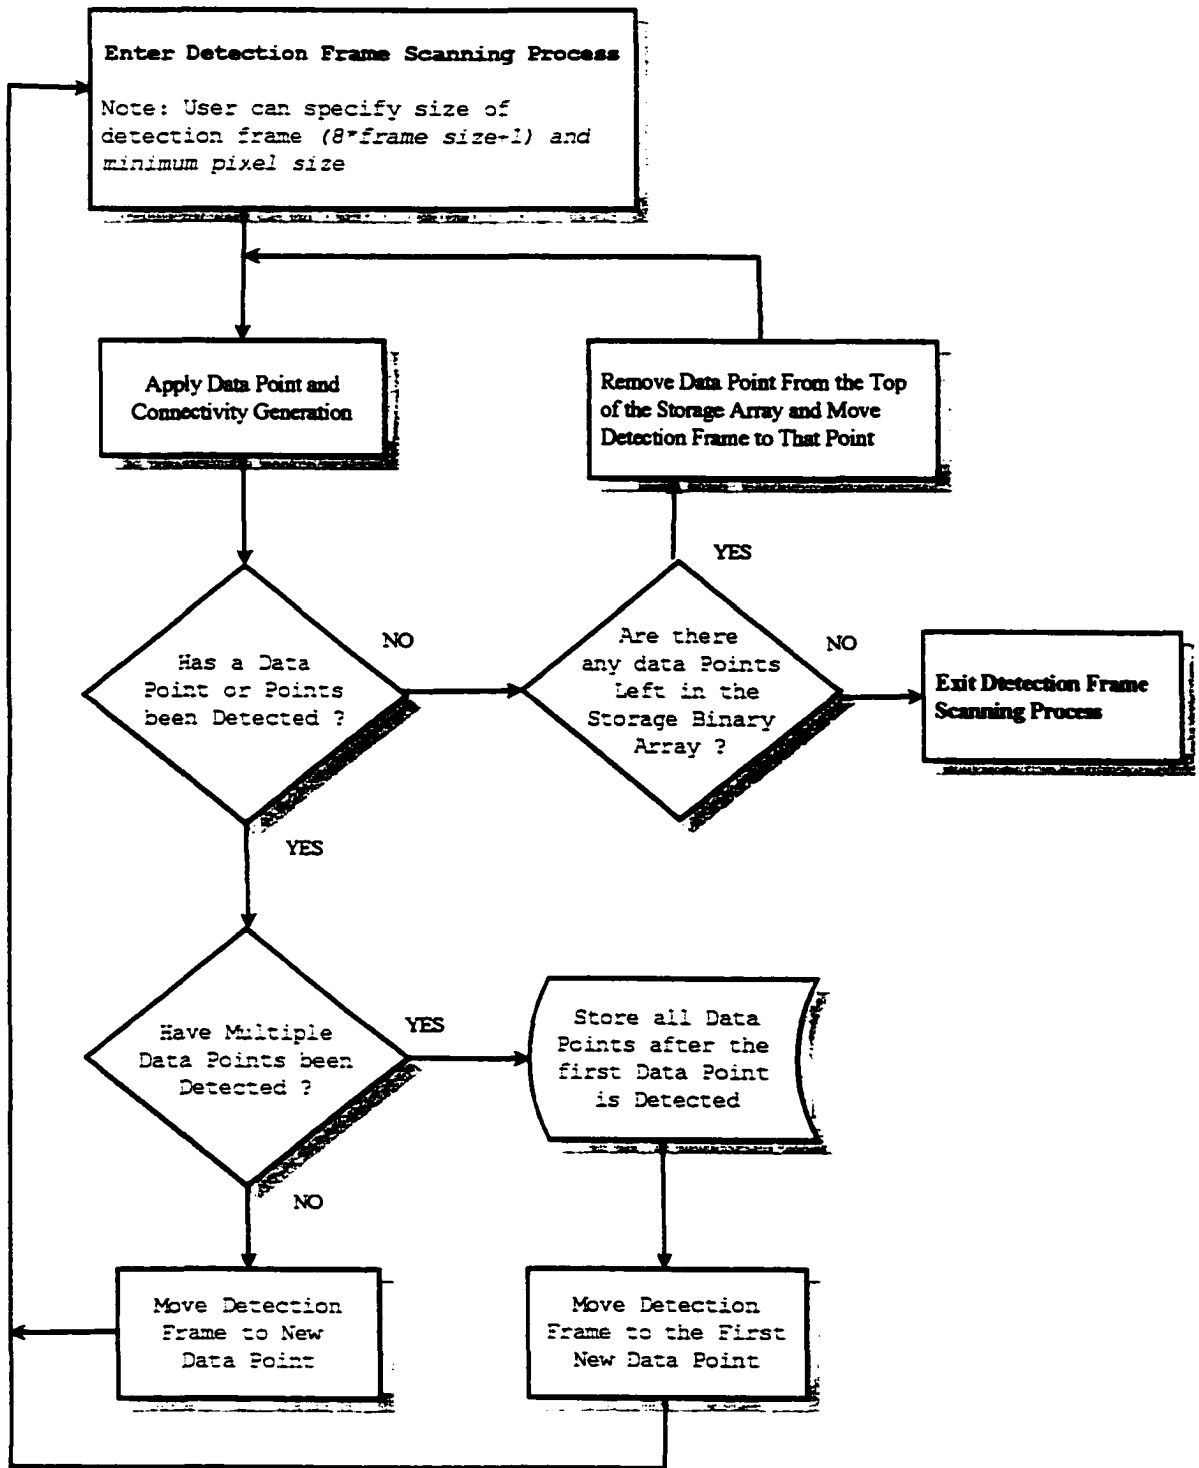 Enter Detection Frame Scanning Process
Note: User can specify size of
detection frame (8*frame size+1) and
minimum pixel size
Apply Data Point and
Connectivity Generation
Remove Data Point From the Top
of the Storage Array and Move
Detection Frame to That Point
YES
NO
Has a Data
Point or Points
been Detected ?
Are there
any data Points
Left in the
Storage Binary
Array ?
NO
Exit Dtetection Frame
Scanning Process
YES
Have Multiple
Data Points been
Detected ?
YES
Store all Data
Points after the
first Data Point
is Detected
NO
Move Detection
Frame to New
Data Point
Move Detection
Frame to the First
New Data Point